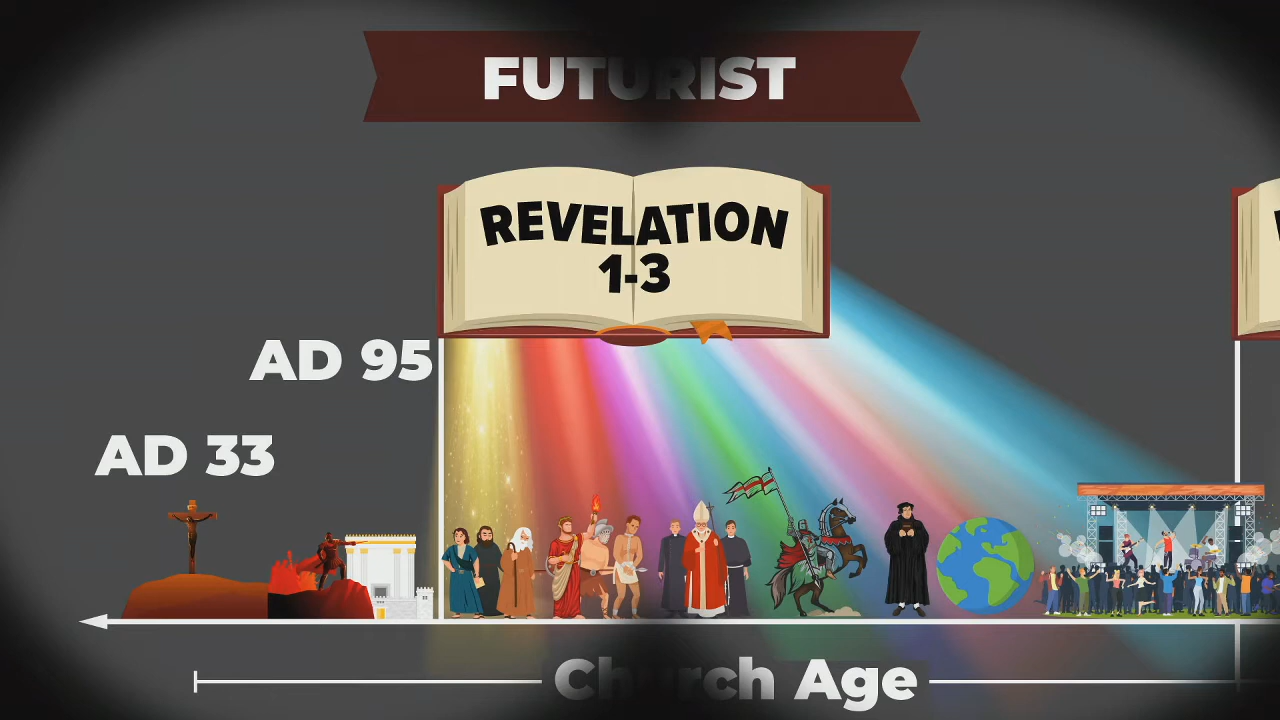 FUTURIST
REVELATION
1-3
AD 95
AD 33
Church Age